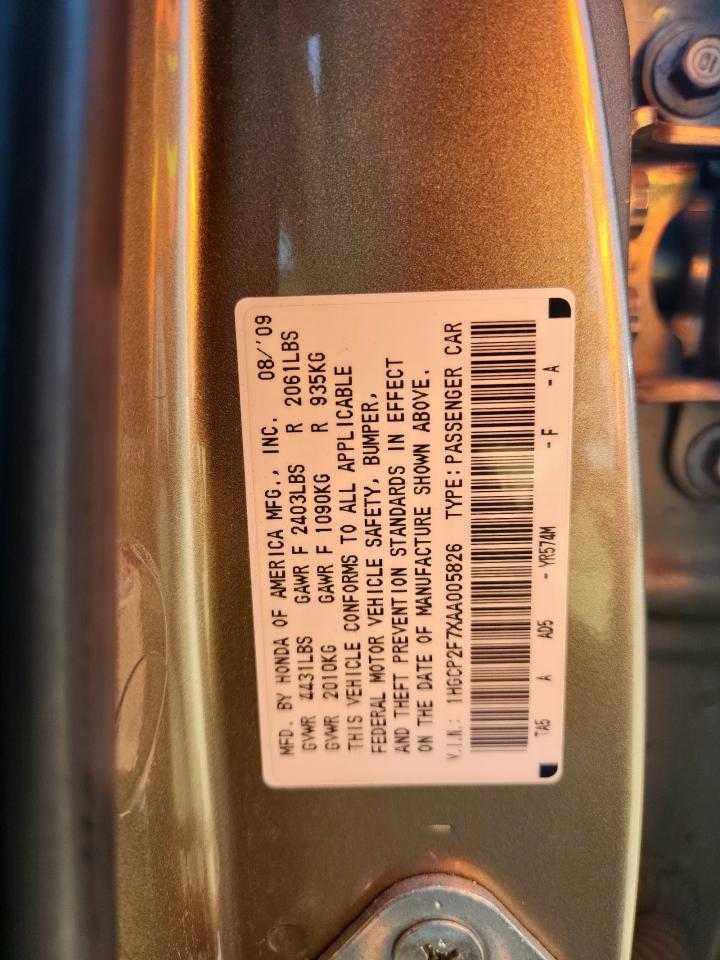 MFD. BY HONDA OF AMERICA MFG., INC. 08/'09
GVWR 4431LBS GAWR F 2403LBS R 2061LBS
GVWR 2010KG GAWR F 1090KG R 935KG
THIS VEHICLE CONFORMS TO ALL APPLICABLE
FEDERAL MOTOR VEHICLE SAFETY, BUMPER,
AND THEFT PREVENTION STANDARDS IN EFFECT
ON THE DATE OF MANUFACTURE SHOWN ABOVE.
V.I.N.: 1HGCP2F7XAA005826 TYPE: PASSENGER CAR
TA5 A AD5 - YR574M - F - A